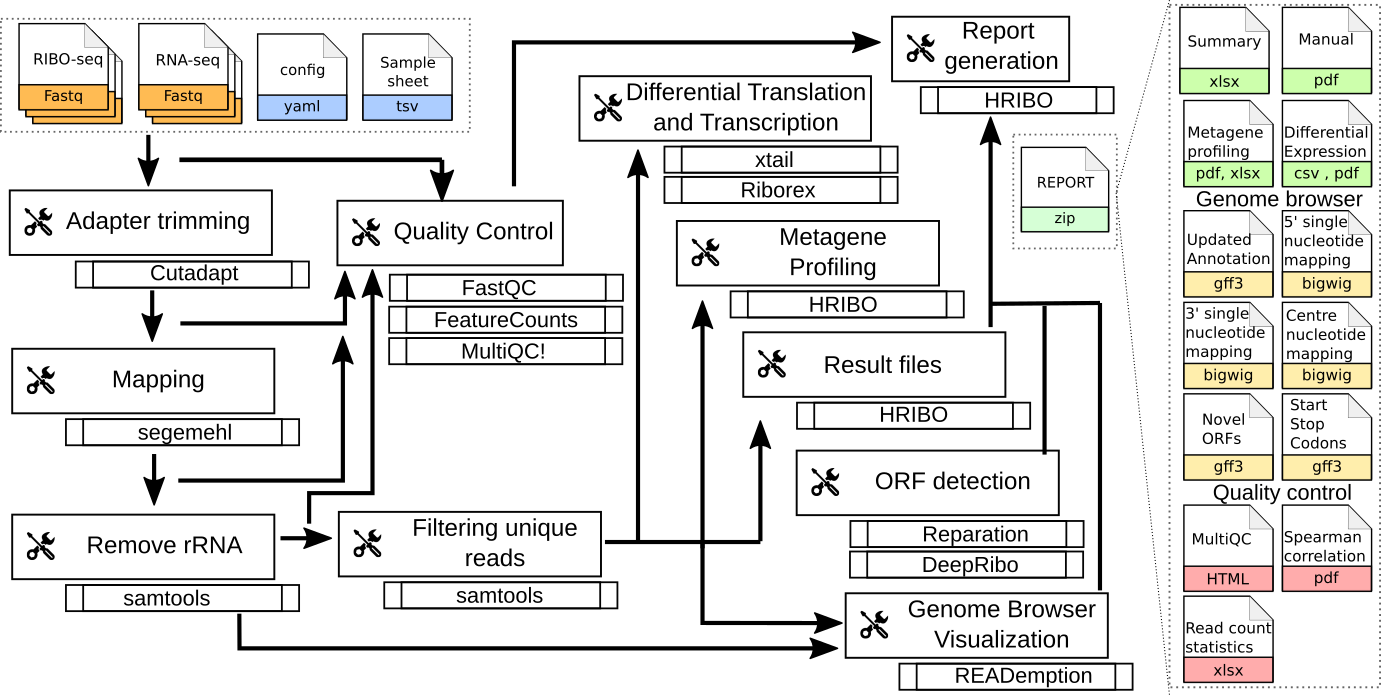 RIBO-seq
Fastq
RNA-seq
Fastq
config
yaml
Sample
sheet
tsv
Adapter trimming
Cutadapt
Mapping
segemehl
Remove rRNA
samtools
Quality Control
FastQC
FeatureCounts
MultiQC!
Filtering unique
reads
samtools
Differential Translation
and Transcription
xtail
Riborex
Metagene
Profiling
HRIBO
Result files
HRIBO
ORF detection
Reparation
DeepRibo
Genome Browser
Visualization
READemption
Report
generation
HRIBO
REPORT
zip
Summary
xlsx
Manual
pdf
Metagene
profiling
pdf, xlsx
Differential
Expression
csv , pdf
Genome browser
Updated
Annotation
gff3
5' single
nucleotide
mapping
bigwig
3' single
nucleotide
mapping
bigwig
Centre
nucleotide
mapping
bigwig
Novel
ORFs
gff3
Start
Stop
Codons
gff3
Quality control
MultiQC
HTML
Spearman
correlation
pdf
Read count
statistics
xlsx